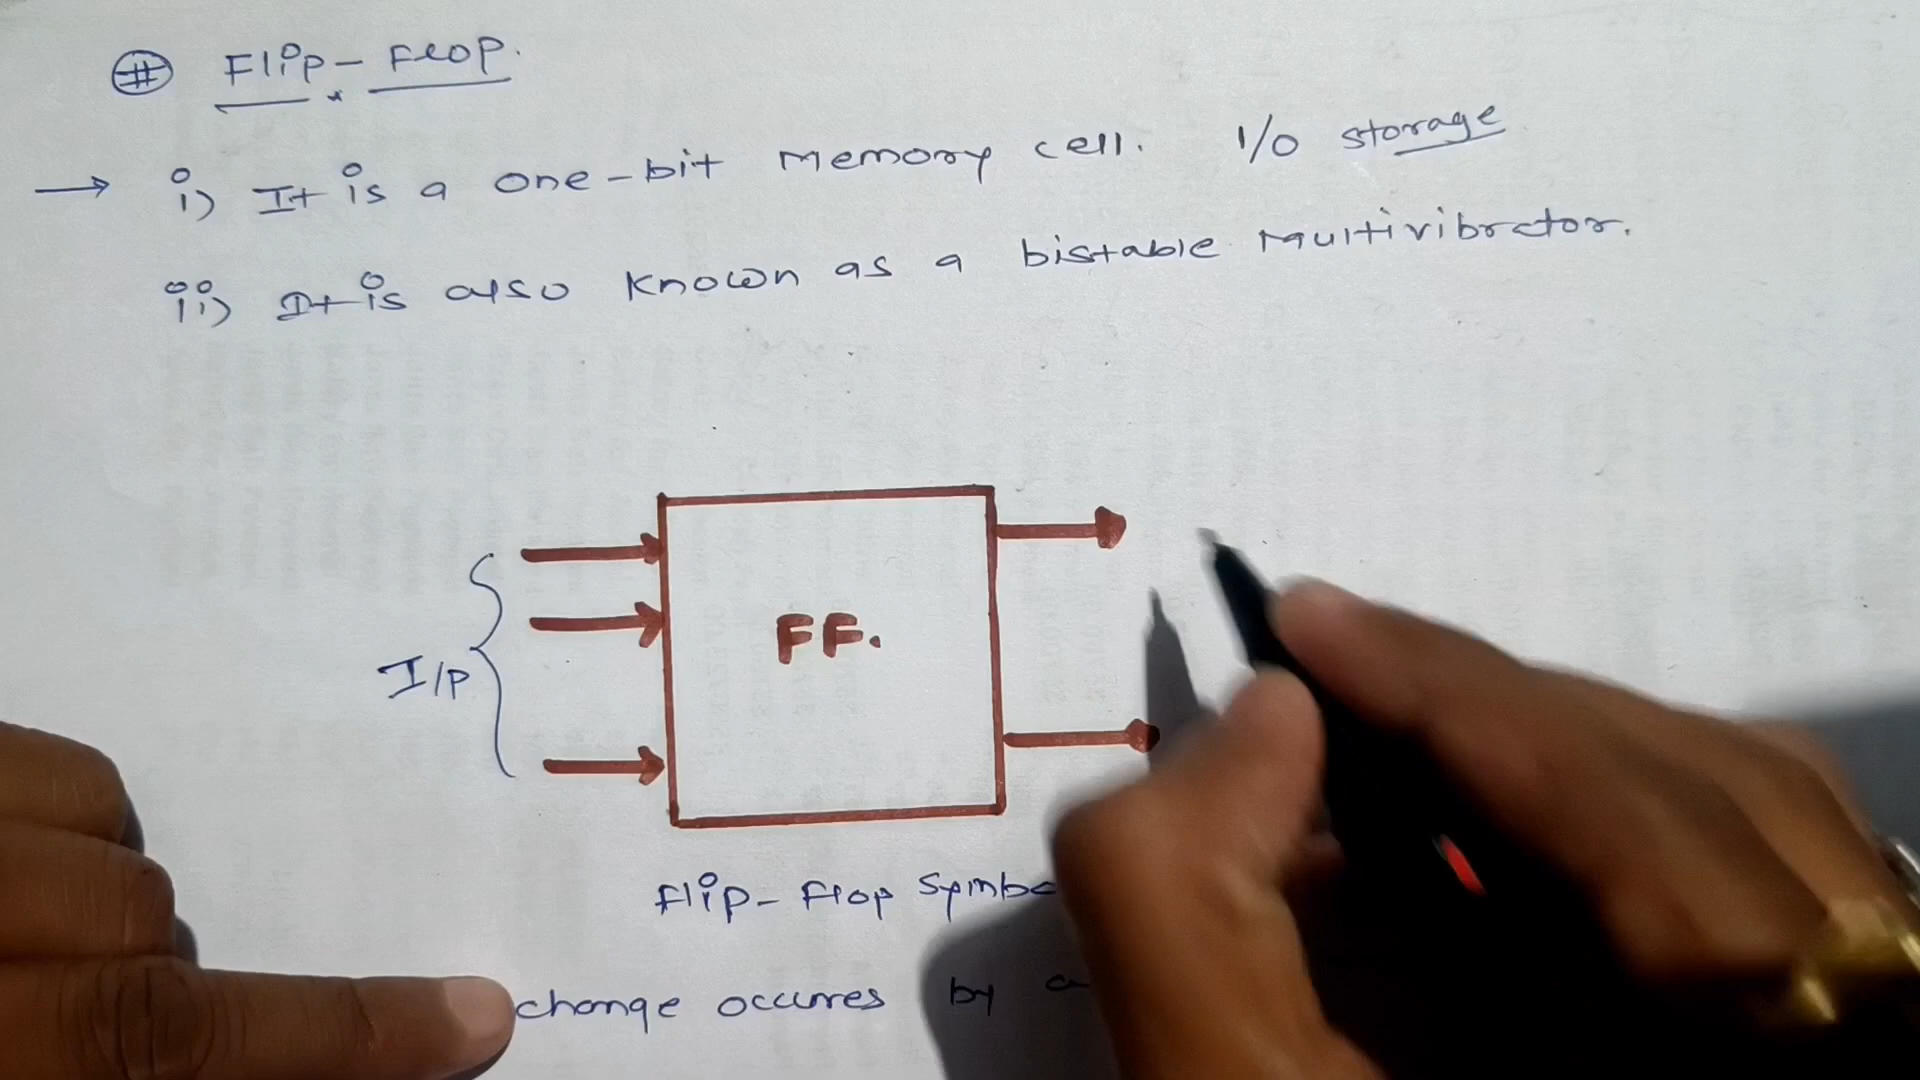 # Flip-Flop.
→ i) It is a one-bit Memory cell. 1/0 storage
ii) It is also known as a bistable Multivibrator.
FF.
I/P
Flip-Flop
change occures by a